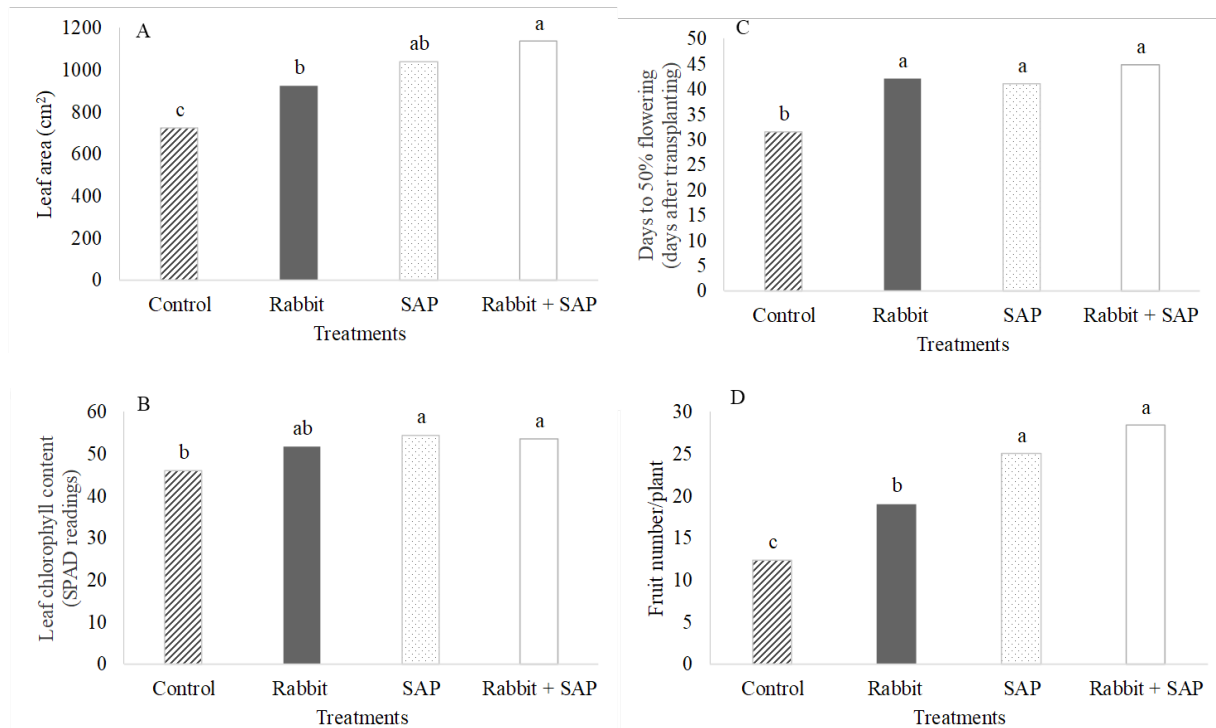 A
1200
1000
800
600
400
200
0
Leaf area (cm²)
c
b
ab
a
Control Rabbit SAP Rabbit + SAP
Treatments
C
50
45
40
35
30
25
20
15
10
5
0
Days to 50% flowering
(days after transplanting)
b
a
a
a
Control Rabbit SAP Rabbit + SAP
Treatments
B
60
50
40
30
20
10
0
Leaf chlorophyll content
(SPAD readings)
b
ab
a
a
Control Rabbit SAP Rabbit + SAP
Treatments
D
30
25
20
15
10
5
0
Fruit number/plant
c
b
a
a
Control Rabbit SAP Rabbit + SAP
Treatments